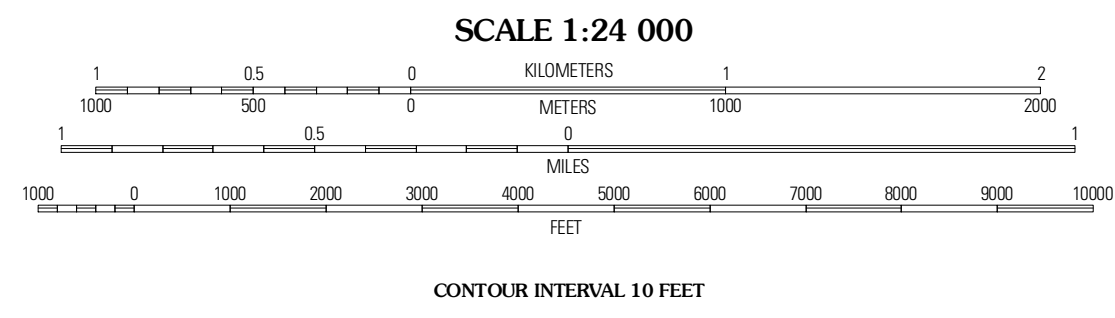 SCALE 1:24 000
1 0.5 0 KILOMETERS 1 2
1000 500 0 METERS 1000 2000
1 0.5 0 1
MILES
1000 0 1000 2000 3000 4000 5000 6000 7000 8000 9000 10000
FEET
CONTOUR INTERVAL 10 FEET